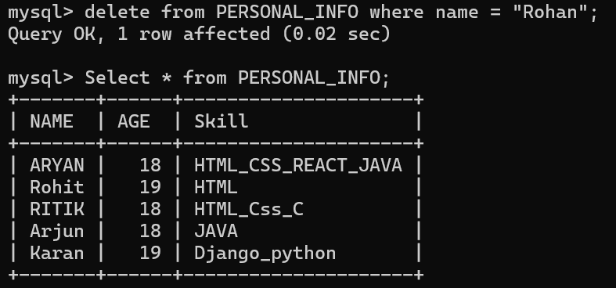 mysql> delete from PERSONAL_INFO where name = "Rohan";
Query OK, 1 row affected (0.02 sec)
mysql> Select * from PERSONAL_INFO;
+-------+------+---------------------+
| NAME  | AGE  | Skill               |
+-------+------+---------------------+
| ARYAN |   18 | HTML_CSS_REACT_JAVA |
| Rohit |   19 | HTML                |
| RITIK |   18 | HTML_Css_C          |
| Arjun |   18 | JAVA                |
| Karan |   19 | Django_python       |
+-------+------+---------------------+